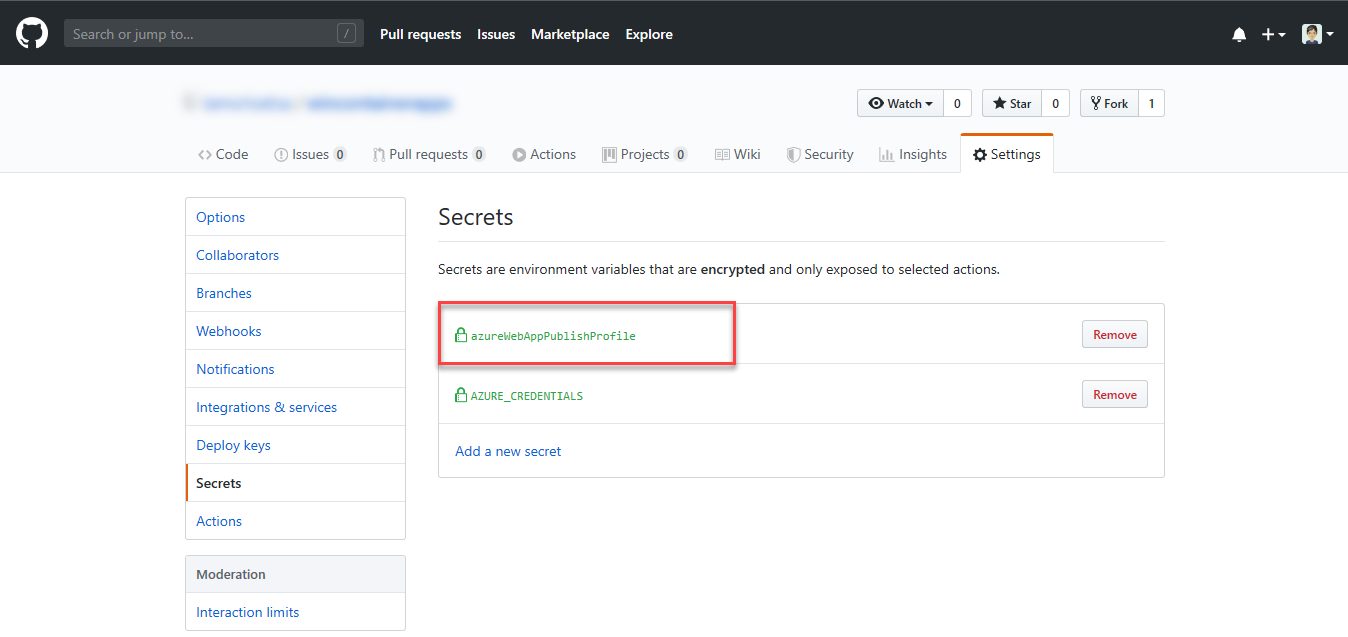 Search or jump to... / Pull requests Issues Marketplace Explore
Watch 0 Star 0 Fork 1
Code Issues 0 Pull requests 0 Actions Projects 0 Wiki Security Insights Settings
Options
Collaborators
Branches
Webhooks
Notifications
Integrations & services
Deploy keys
Secrets
Actions
Moderation
Interaction limits
Secrets
Secrets are environment variables that are encrypted and only exposed to selected actions.
azureWebAppPublishProfile Remove
AZURE_CREDENTIALS Remove
Add a new secret